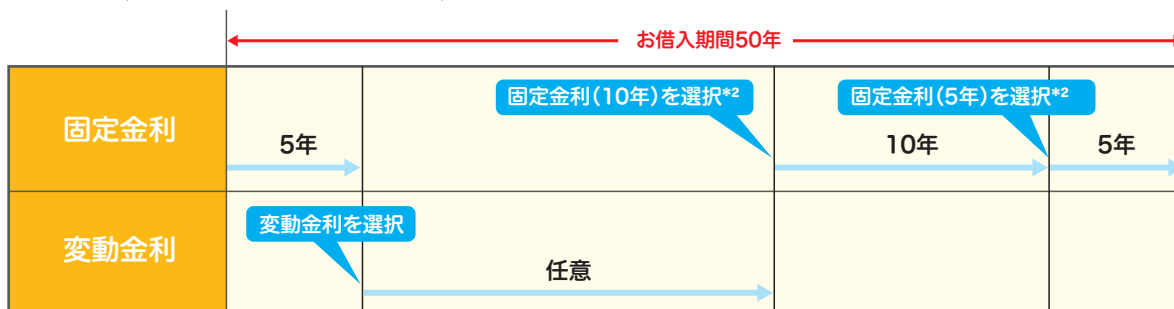 お借入期間50年
固定金利(10年)を選択*2
固定金利(5年)を選択*2
固定金利
5年
10年
5年
変動金利を選択
変動金利
任意